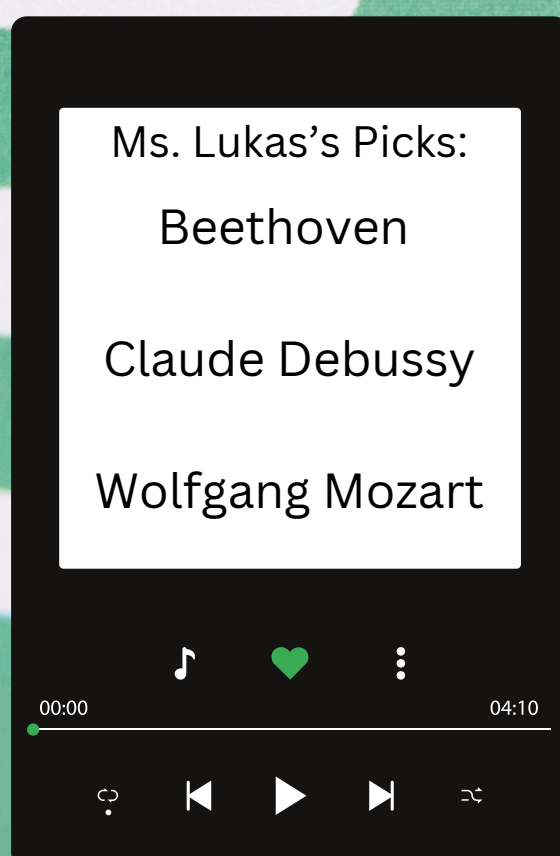 Ms. Lukas’s Picks:
Beethoven
Claude Debussy
Wolfgang Mozart
00:00 04:10